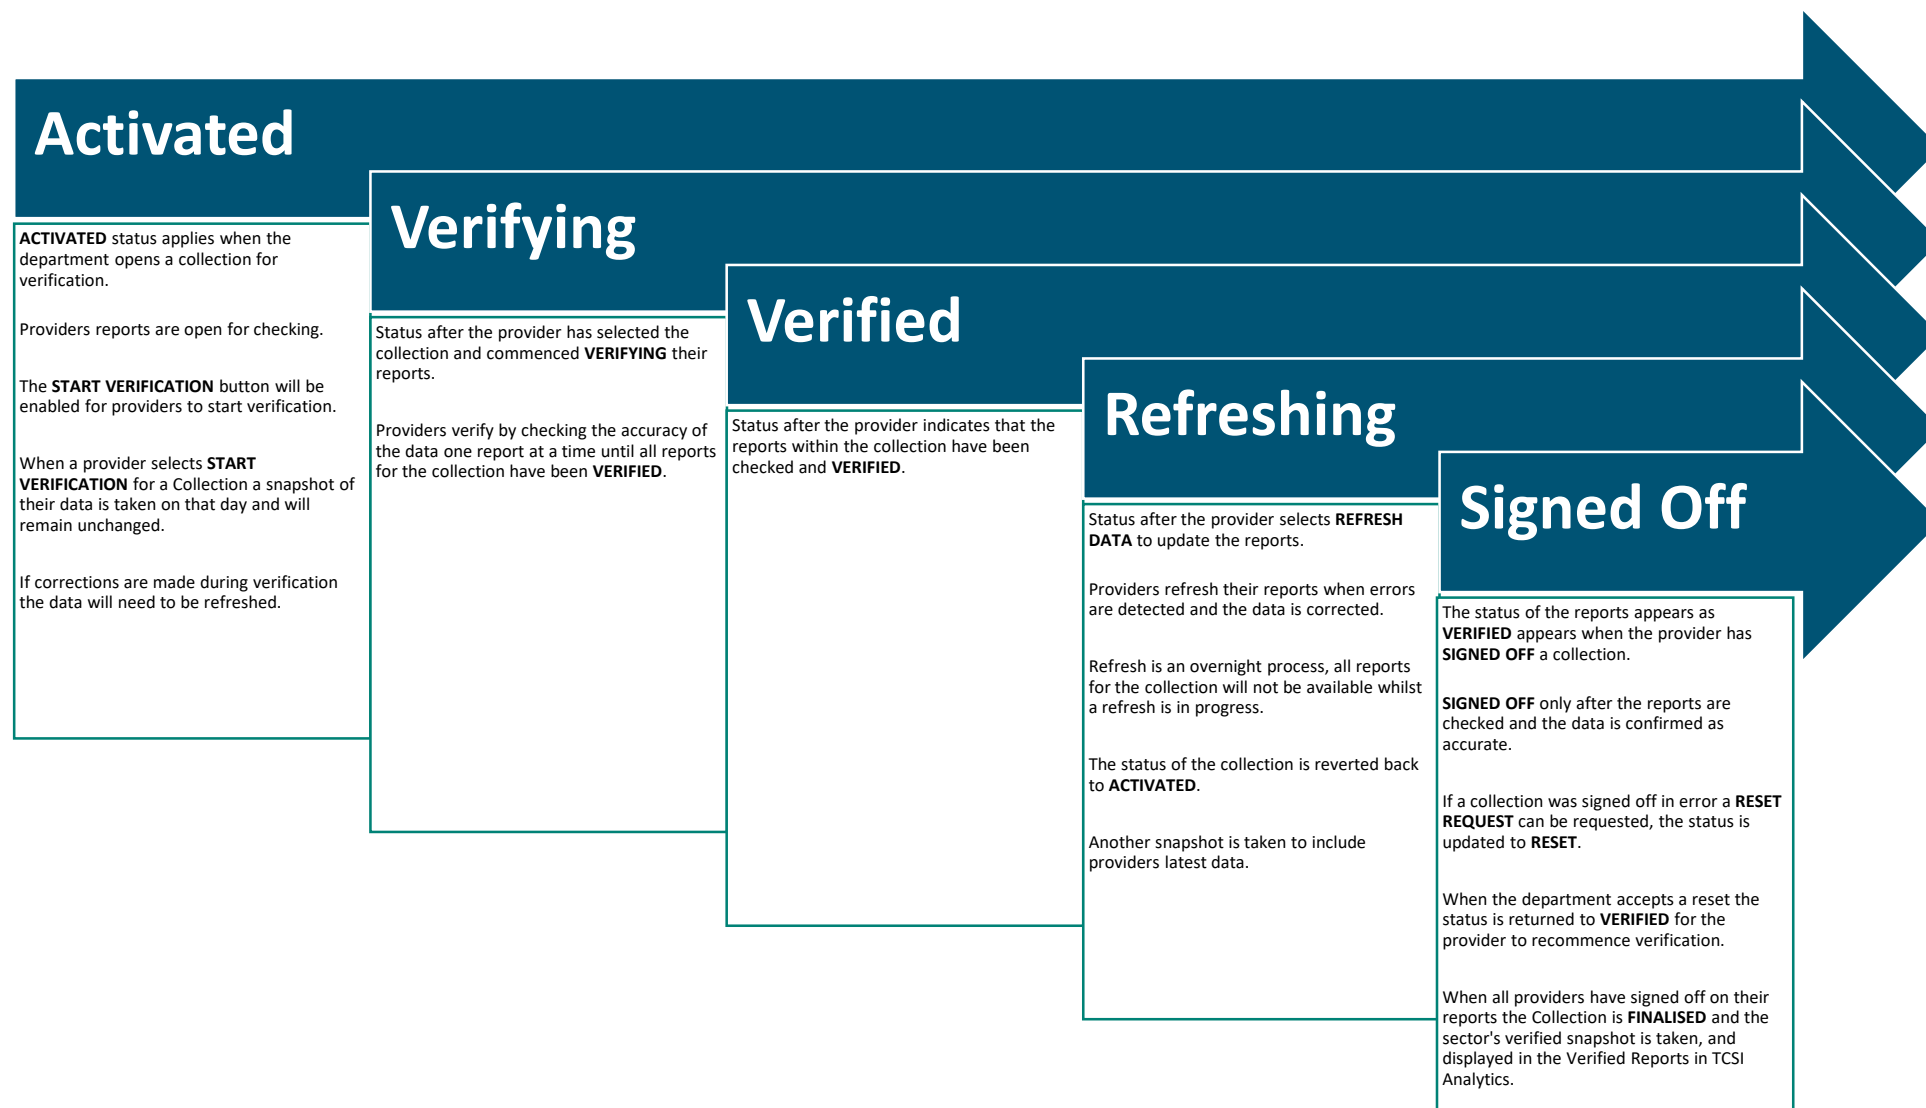 Activated
ACTIVATED status applies when the
department opens a collection for
verification.
Providers reports are open for checking.
The START VERIFICATION button will be
enabled for providers to start verification.
When a provider selects START
VERIFICATION for a Collection a snapshot of
their data is taken on that day and will
remain unchanged.
If corrections are made during verification
the data will need to be refreshed.
Verifying
Status after the provider has selected the
collection and commenced VERIFYING their
reports.
Providers verify by checking the accuracy of
the data one report at a time until all reports
for the collection have been VERIFIED.
Verified
Status after the provider indicates that the
reports within the collection have been
checked and VERIFIED.
Refreshing
Status after the provider selects REFRESH
DATA to update the reports.
Providers refresh their reports when errors
are detected and the data is corrected.
Refresh is an overnight process, all reports
for the collection will not be available whilst
a refresh is in progress.
The status of the collection is reverted back
to ACTIVATED.
Another snapshot is taken to include
providers latest data.
Signed Off
The status of the reports appears as
VERIFIED appears when the provider has
SIGNED OFF a collection.
SIGNED OFF only after the reports are
checked and the data is confirmed as
accurate.
If a collection was signed off in error a RESET
REQUEST can be requested, the status is
updated to RESET.
When the department accepts a reset the
status is returned to VERIFIED for the
provider to recommence verification.
When all providers have signed off on their
reports the Collection is FINALISED and the
sector's verified snapshot is taken, and
displayed in the Verified Reports in TCSI
Analytics.